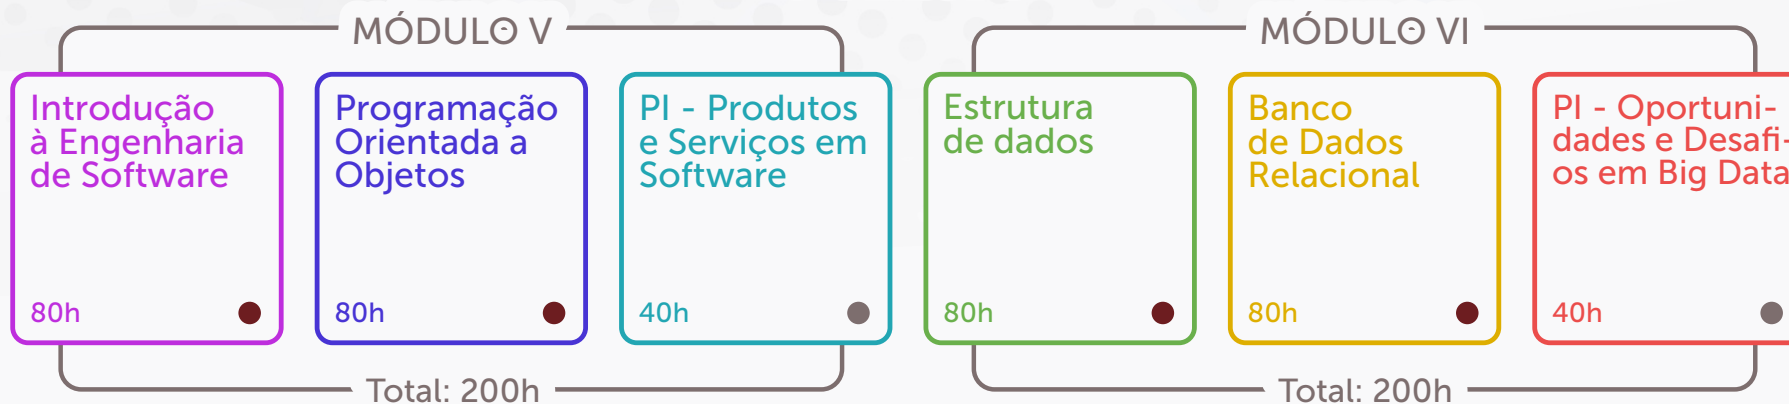 MÓDULO V
Introdução
à Engenharia
de Software
80h
Programação
Orientada a
Objetos
80h
PI - Produtos
e Serviços em
Software
40h
Total: 200h
MÓDULO VI
Estrutura
de dados
80h
Banco
de Dados
Relacional
80h
PI - Oportuni-
dades e Desafi-
os em Big Data
40h
Total: 200h